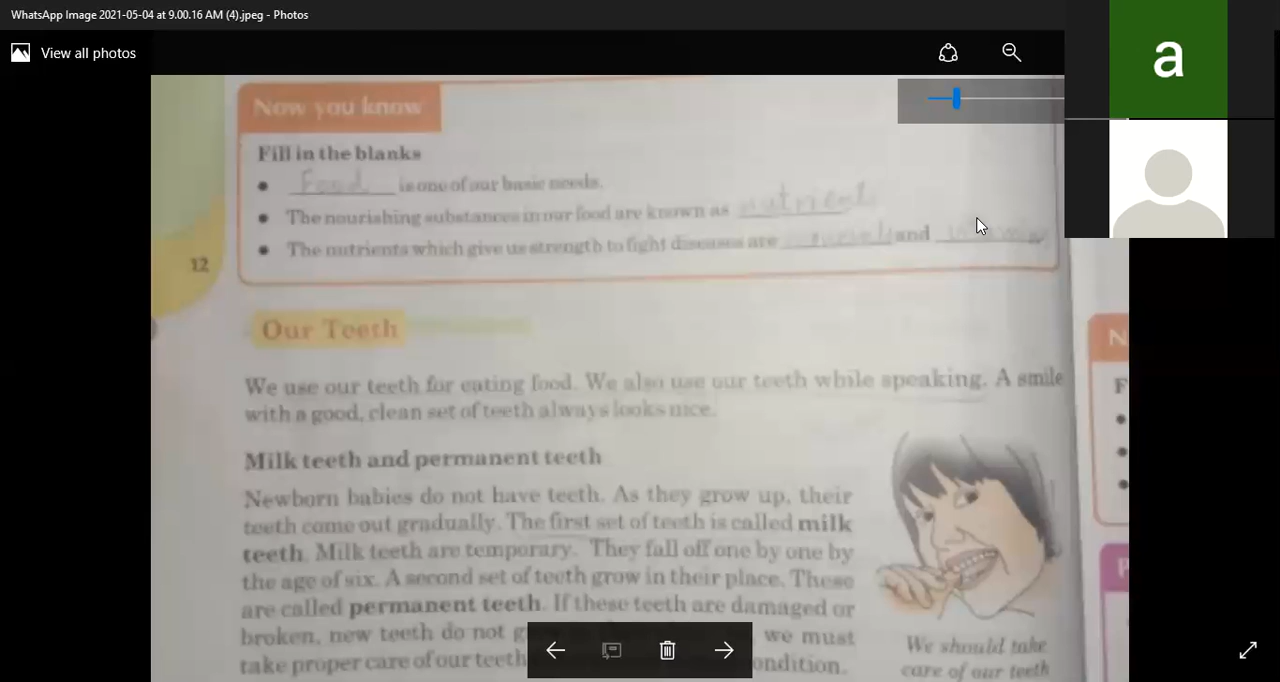 WhatsApp Image 2021-05-04 at 9.00.16 AM (4).jpeg - Photos
View all photos
a
Now you know
Fill in the blanks
• Food is one of our basic needs.
• The nourishing substances in our food are known as nutrient
• The nutrients which give us strength to fight diseases are and
12
Our Teeth
We use our teeth for eating food. We also use our teeth while speaking. A smile
with a good, clean set of teeth always looks nice.
Milk teeth and permanent teeth
Newborn babies do not have teeth. As they grow up, their
teeth come out gradually. The first set of teeth is called milk
teeth. Milk teeth are temporary. They fall off one by one by
the age of six. A second set of teeth grow in their place. These
are called permanent teeth. If these teeth are damaged or
broken, new teeth do not we must
take proper care of our teeth
We should take
care of our teeth
N
F
P